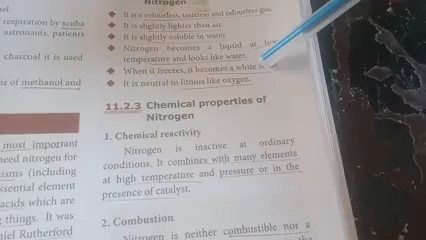 nel.
respiration by scuba
astronauts, patients
charcoal it is used
is of methanol and
most important
need nitrogen for
isms (including
ssential element
acids which are
things. It was
niel Rutherford
Nitrogen
It is a colourless, tasteless and odourless gas.
It is slightly lighter than air.
It is slightly soluble in water.
Nitrogen becomes a liquid at low
temperature and looks like water.
When it freezes, it becomes a white
It is neutral to litmus like oxygen.
11.2.3 Chemical properties of
Nitrogen
1. Chemical reactivity
Nitrogen is inactive at ordinary
conditions. It combines with many elements
at high temperature and pressure or in the
presence of catalyst.
2. Combustion
Nitrogen is neither combustible nor a